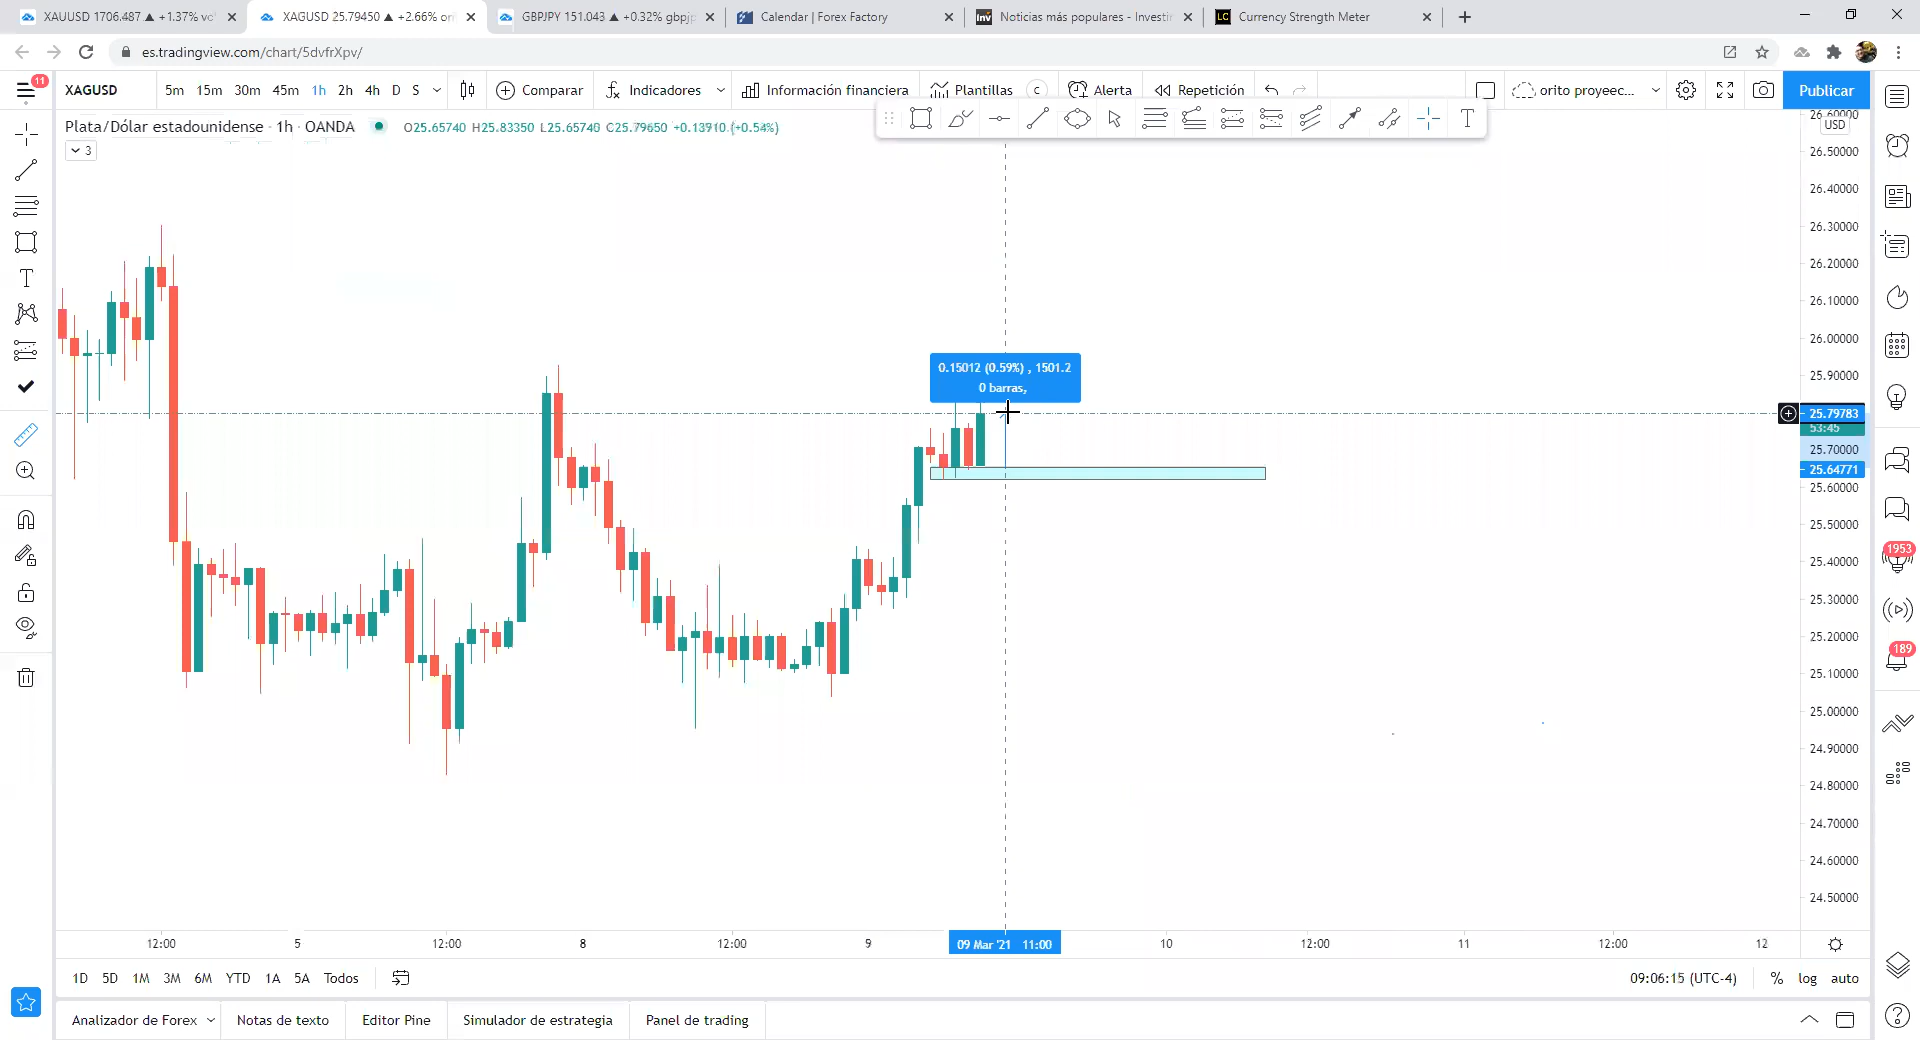 XAUUSD 1706.487 ▲ +1.37% vo
XAGUSD 25.79450 ▲ +2.66% or
GBPJPY 151.043 ▲ +0.32% gbpjp
Calendar | Forex Factory
Noticias más populares - Investi
Currency Strength Meter
es.tradingview.com/chart/5dvfrXpv/
11
XAGUSD
5m 15m 30m 45m 1h 2h 4h D S
Comparar
Indicadores
Información financiera
Plantillas
C
Alerta
Repetición
orito proyeec...
Publicar
Plata/Dólar estadounidense · 1h · OANDA
O25.65740 H25.83350 L25.65740 C25.79650 +0.13910 (+0.54%)
3
USD
26.60000
26.50000
26.40000
26.30000
26.20000
26.10000
26.00000
25.90000
25.79783
53:45
25.70000
25.64771
25.60000
25.50000
25.40000
25.30000
25.20000
25.10000
25.00000
24.90000
24.80000
24.70000
24.60000
24.50000
0.15012 (0.59%) , 1501.2
0 barras,
1953
189
12:00 5 12:00 8 12:00 9 09 Mar '21 11:00 10 12:00 11 12:00 12
1D 5D 1M 3M 6M YTD 1A 5A Todos
09:06:15 (UTC-4) % log auto
Analizador de Forex
Notas de texto
Editor Pine
Simulador de estrategia
Panel de trading